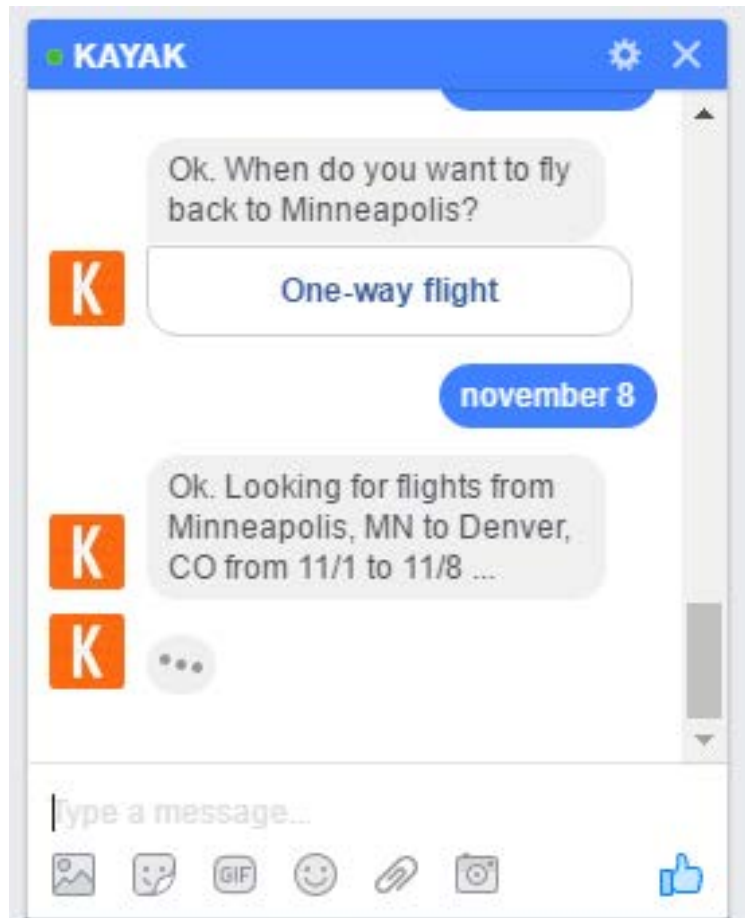 KAYAK
Ok. When do you want to fly
back to Minneapolis?
K
One-way flight
november 8
Ok. Looking for flights from
Minneapolis, MN to Denver,
K
CO from 11/1 to 11/8 ...
K
Type a message...
GIF